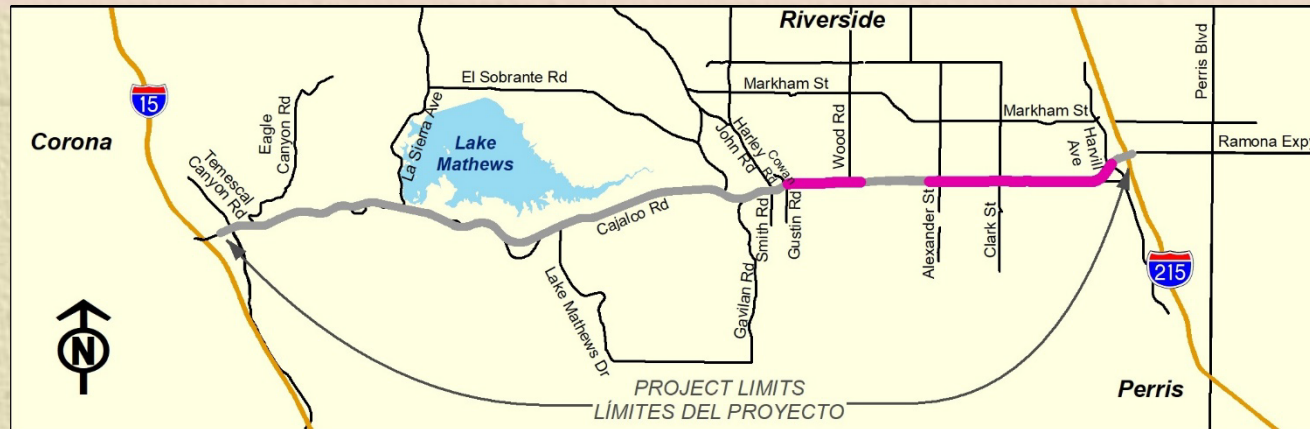 Riverside
15
Corona
Temescal
Canyon Rd
Eagle
Canyon Rd
La Sierra Ave
El Sobrante Rd
Lake
Mathews
Cajalco Rd
Lake Mathews Dr
Gavilan Rd
Smith Rd
Gustin Rd
Harley
John Rd
Cowan
Rd
Wood Rd
Markham St
Alexander St
Clark St
Markham St
Harvill
Ave
Perris Blvd
Ramona Expy
215
Perris
N
PROJECT LIMITS
LÍMITES DEL PROYECTO